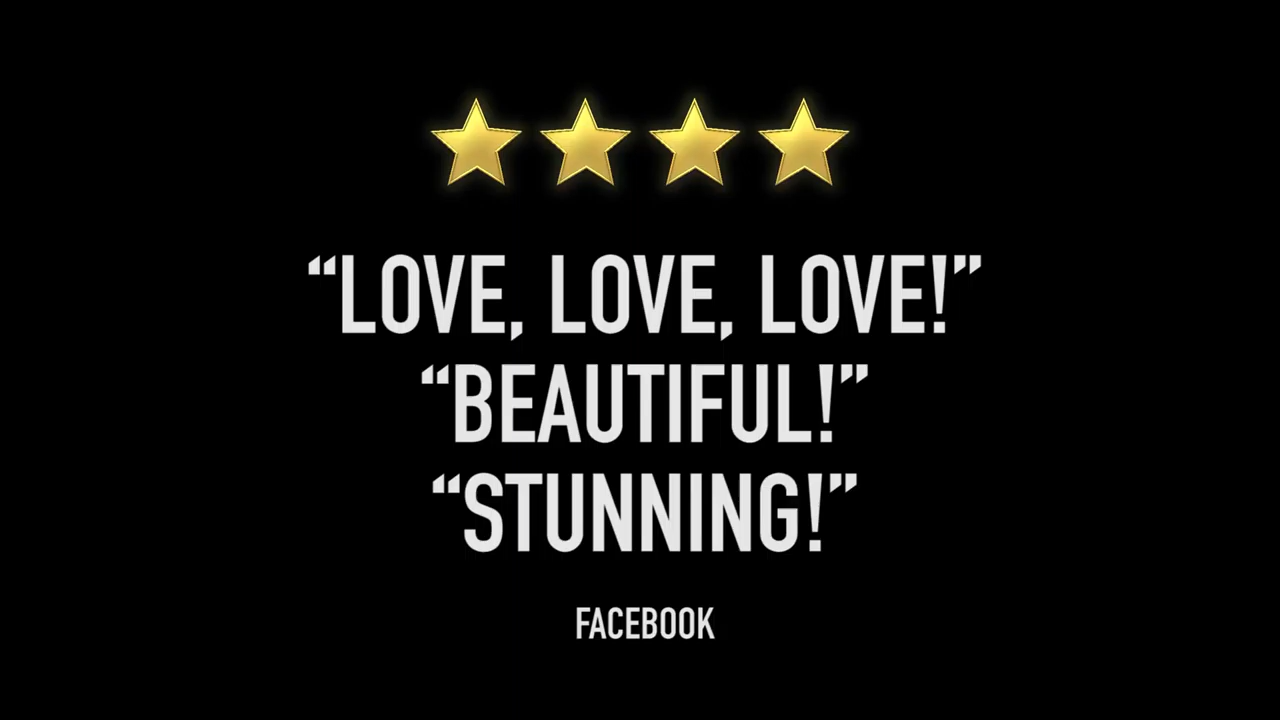 “LOVE, LOVE, LOVE!”
“BEAUTIFUL!”
“STUNNING!”
FACEBOOK